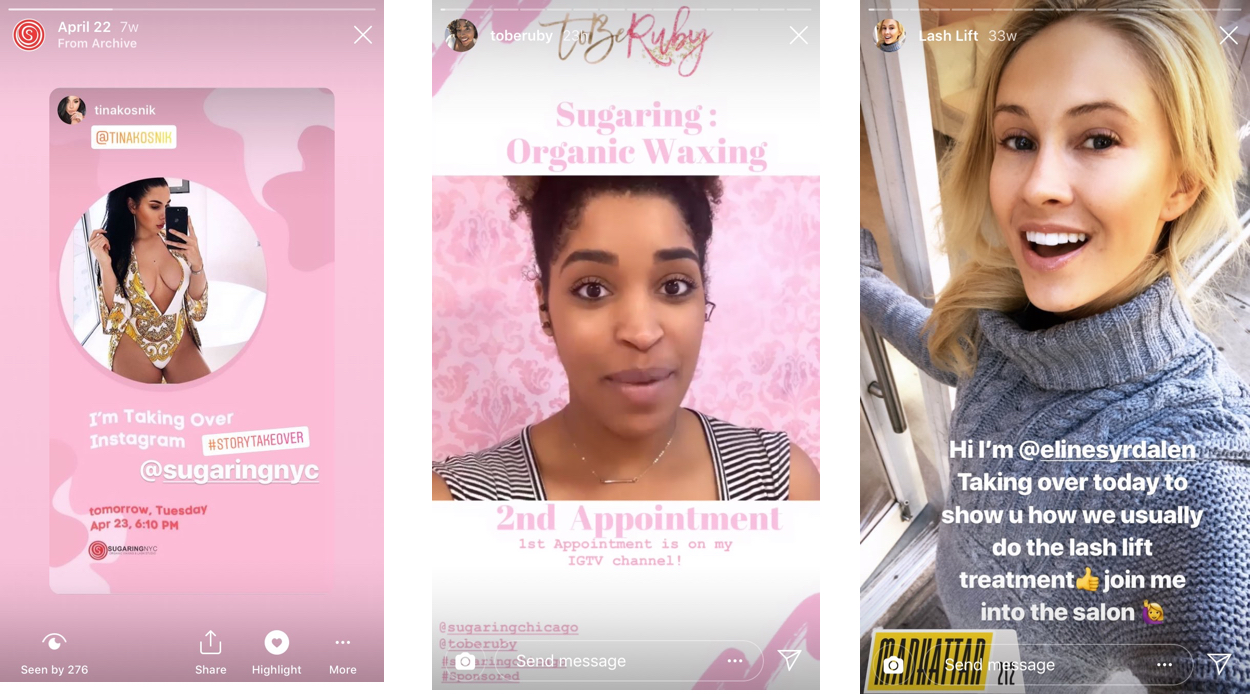 April 22 7w
From Archive
tinakosnik
@TINAKOSNIK
I'm Taking Over
Instagram #STORYTAKEOVER
@sugaringnyc
tomorrow, Tuesday
Apr 23, 6:10 PM
SUGARINGNYC
Seen by 276
Share
Highlight
More
toberuby 23h
toBeRuby
Sugaring :
Organic Waxing
2nd Appointment
1st Appointment is on my
IGTV channel!
@sugaringchicago
@toberuby
#Sponsored
Send message
Lash Lift 33w
Hi I'm @elinesyrdalen
Taking over today to
show u how we usually
do the lash lift
treatment👍 join me
into the salon 🙋
MANHATTAN
Send message